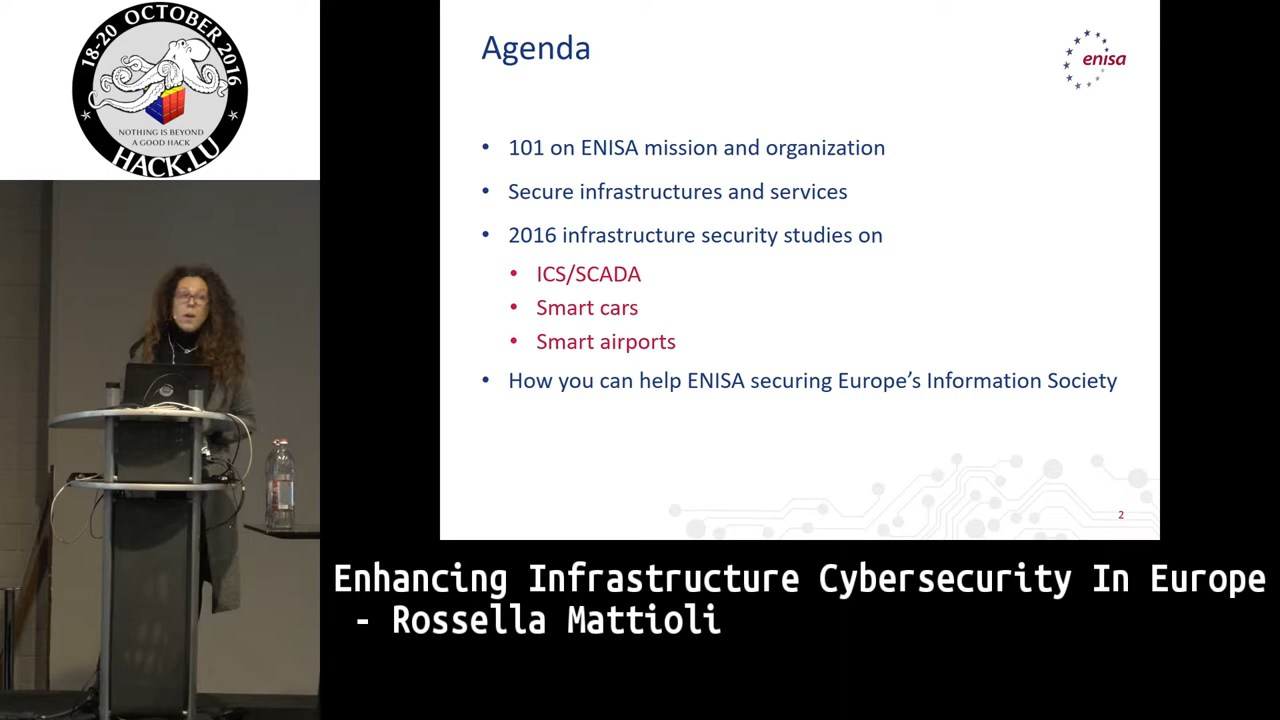 18-20 OCTOBER 2016
NOTHING IS BEYOND
A GOOD HACK
HACK.LU
Agenda
enisa
• 101 on ENISA mission and organization
• Secure infrastructures and services
• 2016 infrastructure security studies on
• ICS/SCADA
• Smart cars
• Smart airports
• How you can help ENISA securing Europe’s Information Society
2
Enhancing Infrastructure Cybersecurity In Europe
- Rossella Mattioli